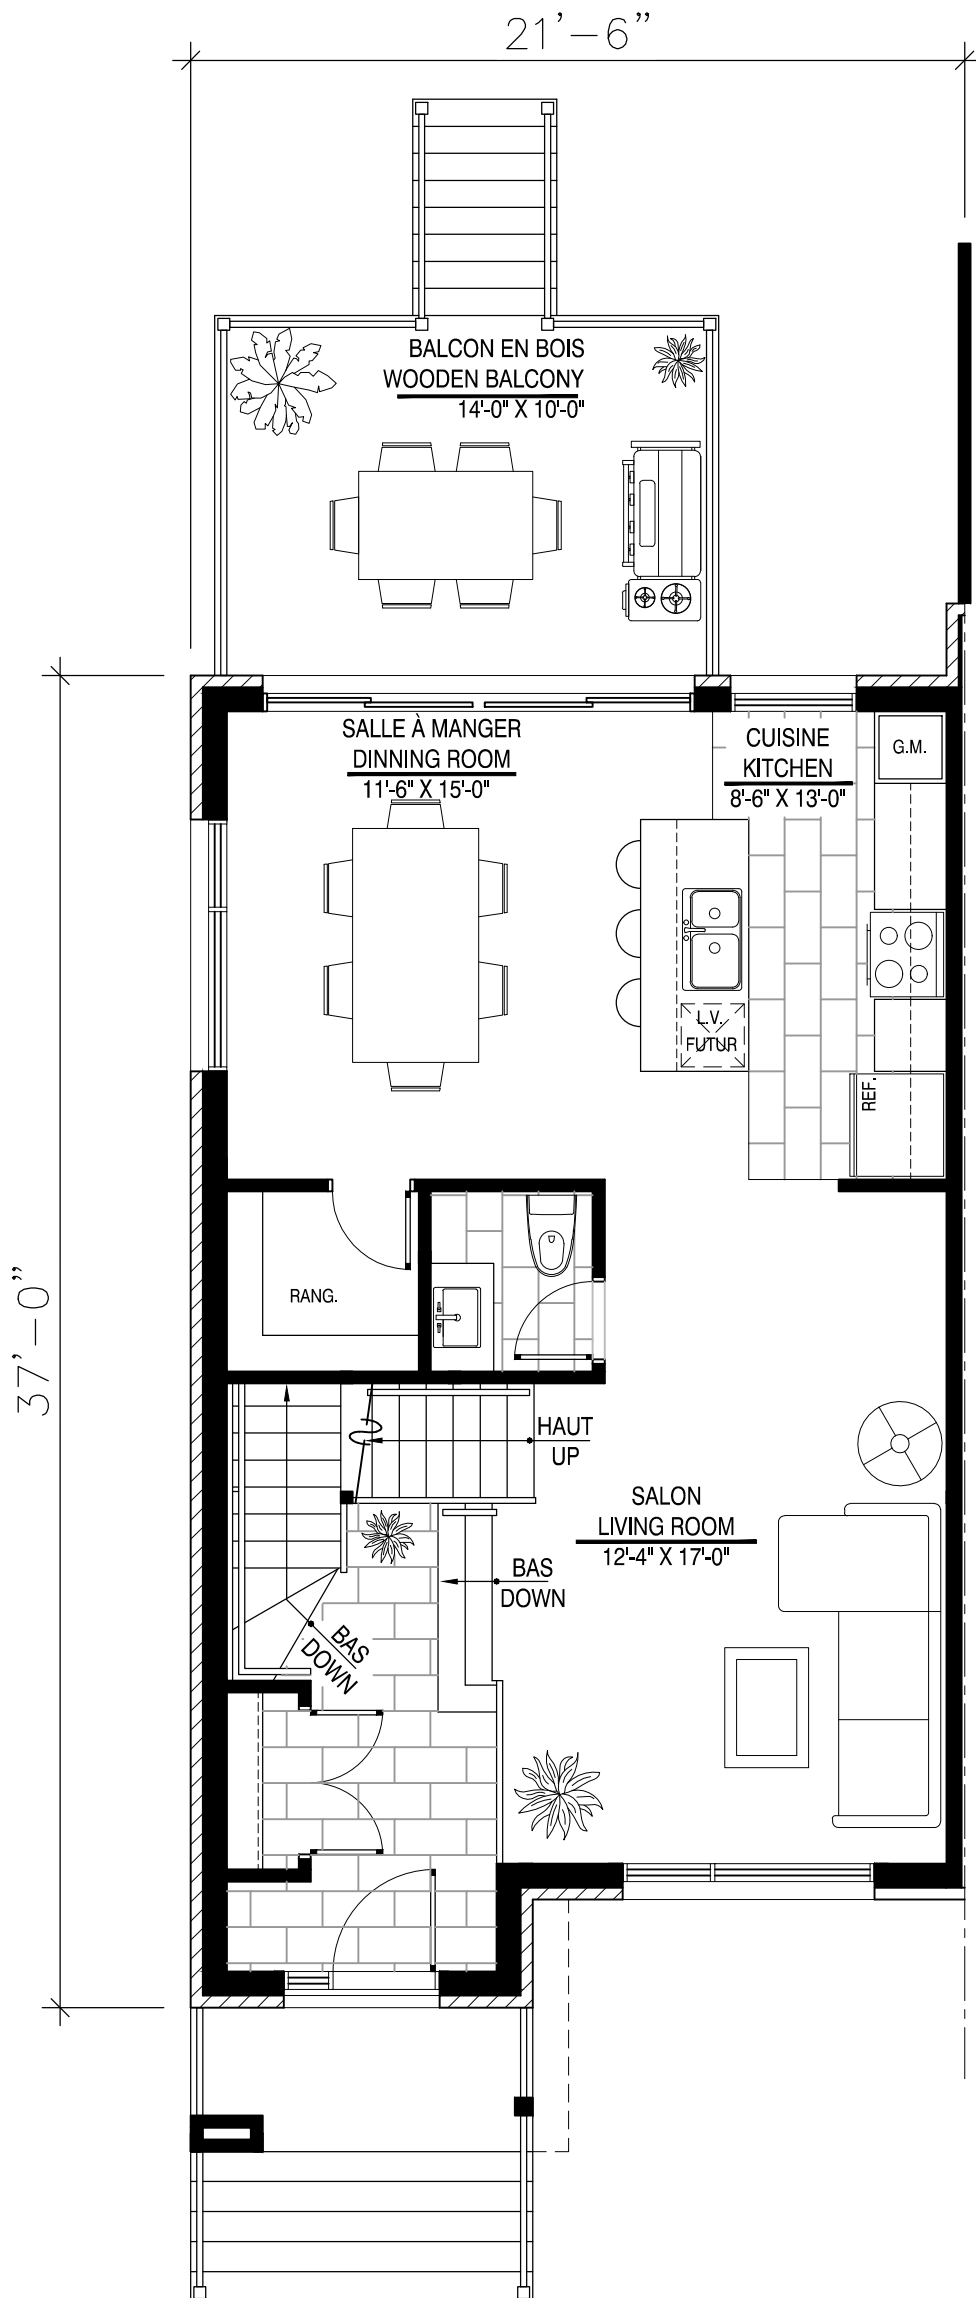 21'-6"
BALCON EN BOIS
WOODEN BALCONY
14'-0" X 10'-0"
SALLE À MANGER
DINNING ROOM
11'-6" X 15'-0"
CUISINE
KITCHEN
8'-6" X 13'-0"
G.M.
L.V.
FUTUR
REF.
37'-0"
RANG.
HAUT
UP
SALON
LIVING ROOM
12'-4" X 17'-0"
BAS
DOWN
BAS
DOWN